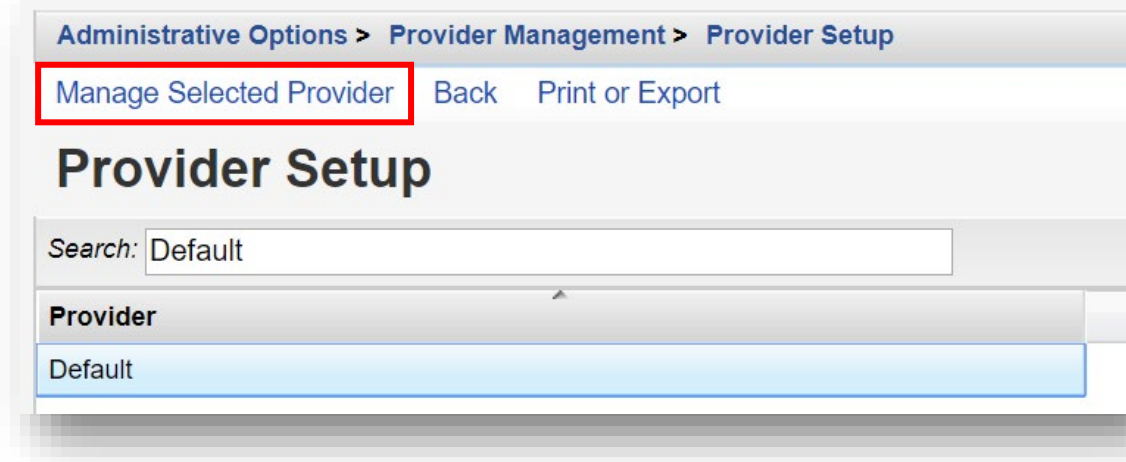 Administrative Options > Provider Management > Provider Setup
Manage Selected Provider Back Print or Export
Provider Setup
Search: Default
Provider
Default